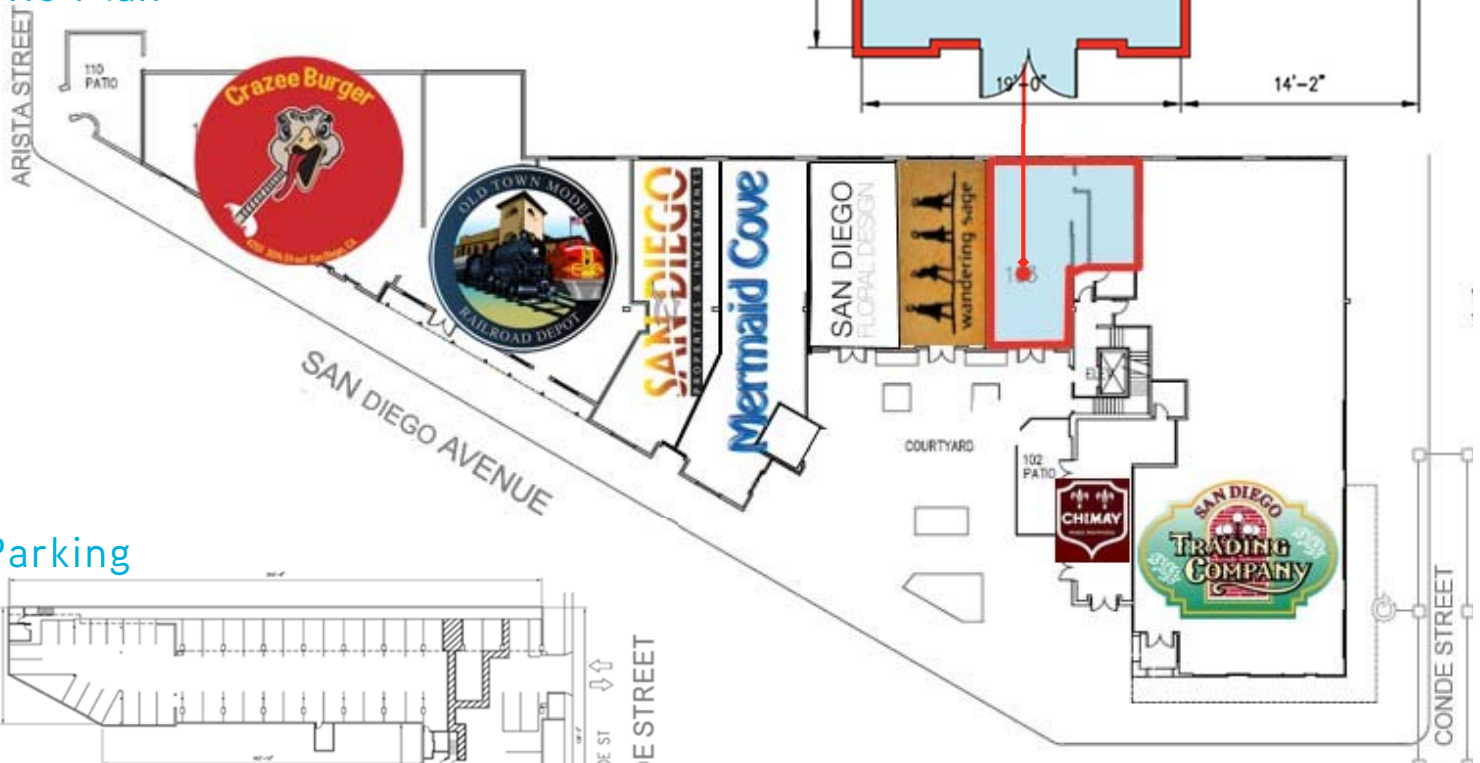 ARISTA STREET
110
PATIO
Crazee Burger
OLD TOWN MODEL
RAILROAD DEPOT
SAN DIEGO
PROPERTIES & INVESTMENTS
Mermaid Cove
SAN DIEGO
FLORAL DESIGN
wandering sage
19'-0"
14'-2"
SAN DIEGO AVENUE
COURTYARD
102
PATIO
CHIMAY
SAN DIEGO
TRADING
COMPANY
CONDE STREET
Parking
DE ST
DE STREET